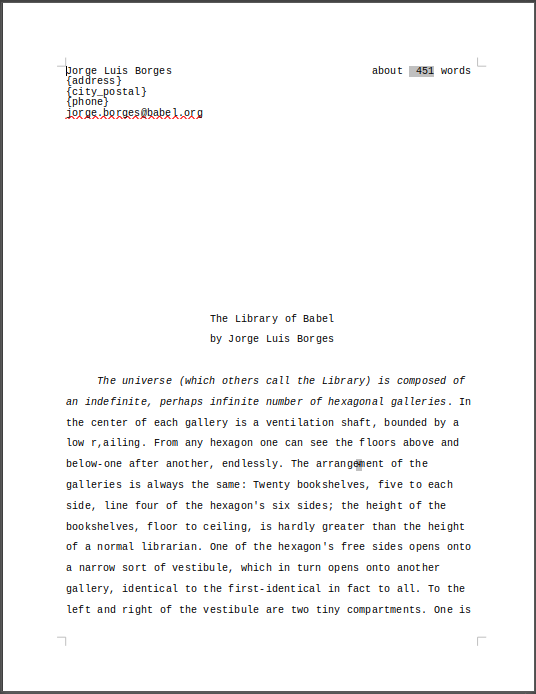 Jorge Luis Borges about 451 words
{address}
{city_postal}
{phone}
jorge.borges@babel.org
The Library of Babel
by Jorge Luis Borges
The universe (which others call the Library) is composed of
an indefinite, perhaps infinite number of hexagonal galleries. In
the center of each gallery is a ventilation shaft, bounded by a
low r,ailing. From any hexagon one can see the floors above and
below-one after another, endlessly. The arrangement of the
galleries is always the same: Twenty bookshelves, five to each
side, line four of the hexagon's six sides; the height of the
bookshelves, floor to ceiling, is hardly greater than the height
of a normal librarian. One of the hexagon's free sides opens onto
a narrow sort of vestibule, which in turn opens onto another
gallery, identical to the first-identical in fact to all. To the
left and right of the vestibule are two tiny compartments. One is